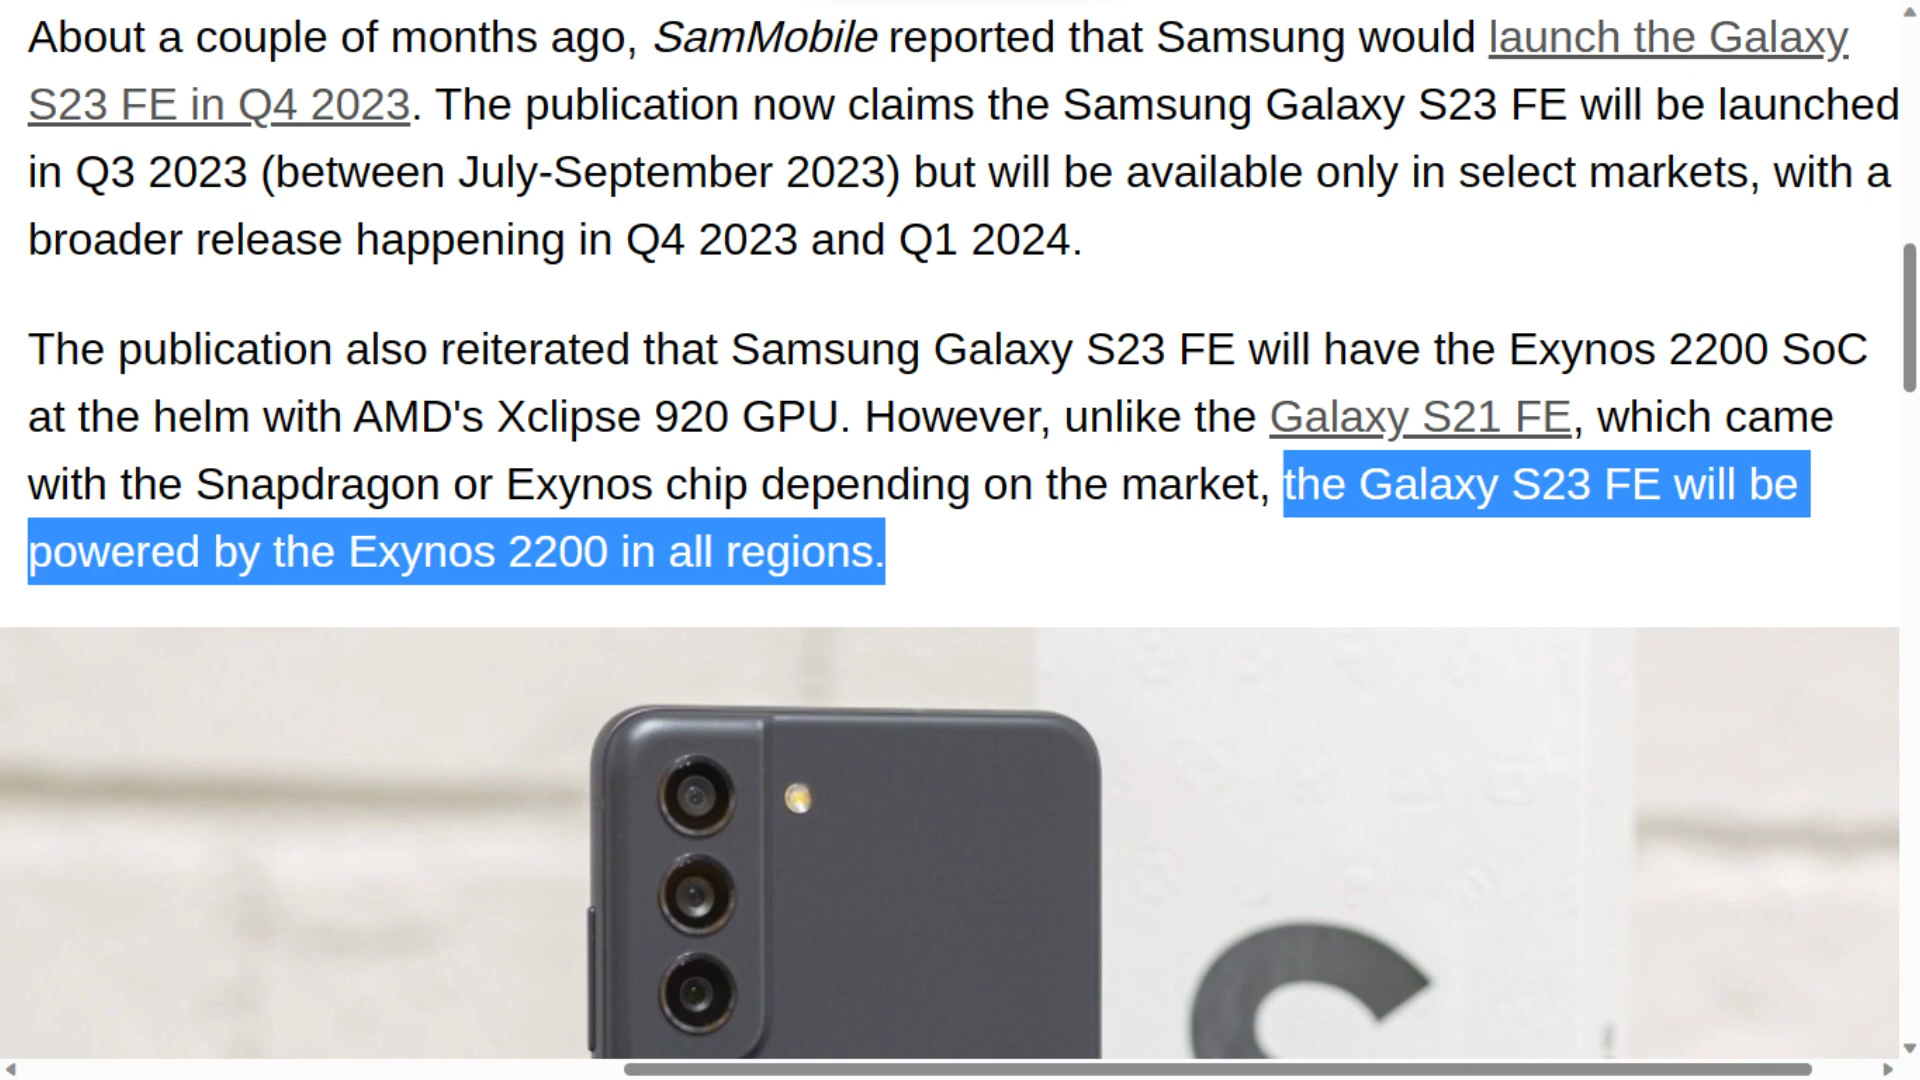 About a couple of months ago, SamMobile reported that Samsung would launch the Galaxy
S23 FE in Q4 2023. The publication now claims the Samsung Galaxy S23 FE will be launched
in Q3 2023 (between July-September 2023) but will be available only in select markets, with a
broader release happening in Q4 2023 and Q1 2024.
The publication also reiterated that Samsung Galaxy S23 FE will have the Exynos 2200 SoC
at the helm with AMD's Xclipse 920 GPU. However, unlike the Galaxy S21 FE, which came
with the Snapdragon or Exynos chip depending on the market, the Galaxy S23 FE will be
powered by the Exynos 2200 in all regions.